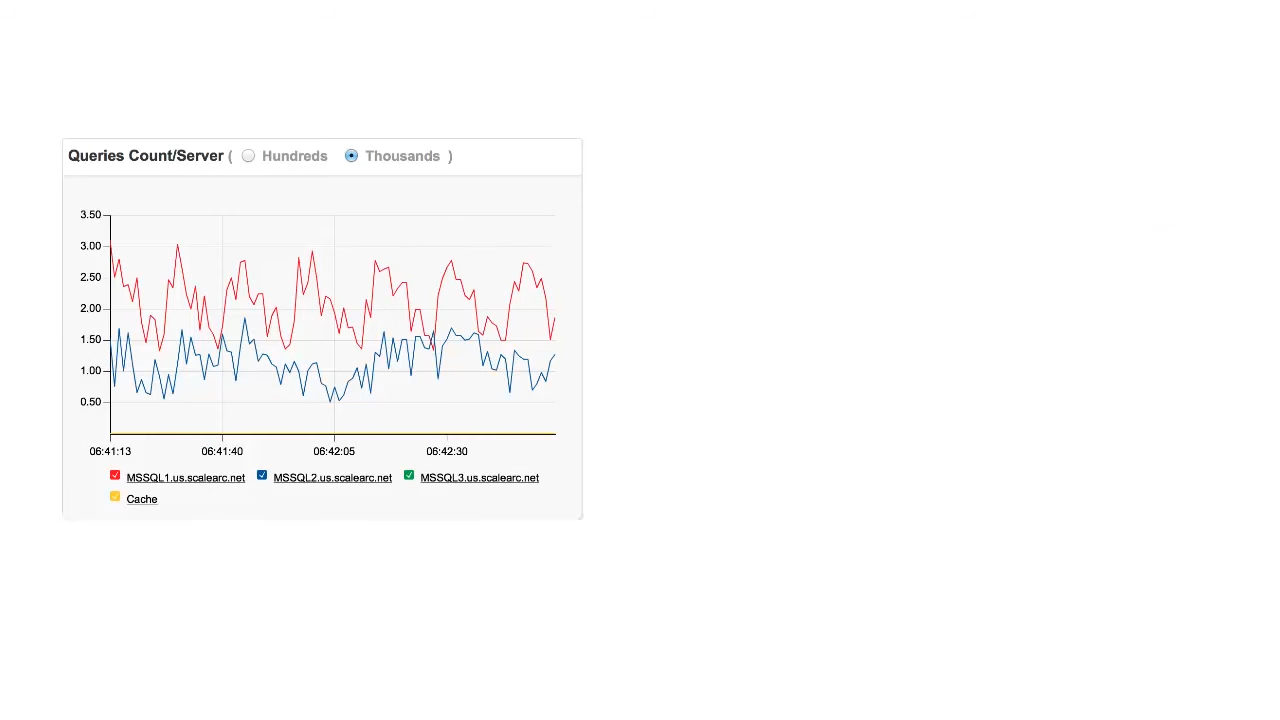 Queries Count/Server ( Hundreds Thousands )
3.50
3.00
2.50
2.00
1.50
1.00
0.50
06:41:13 06:41:40 06:42:05 06:42:30
MSSQL1.us.scalearc.net MSSQL2.us.scalearc.net MSSQL3.us.scalearc.net
Cache